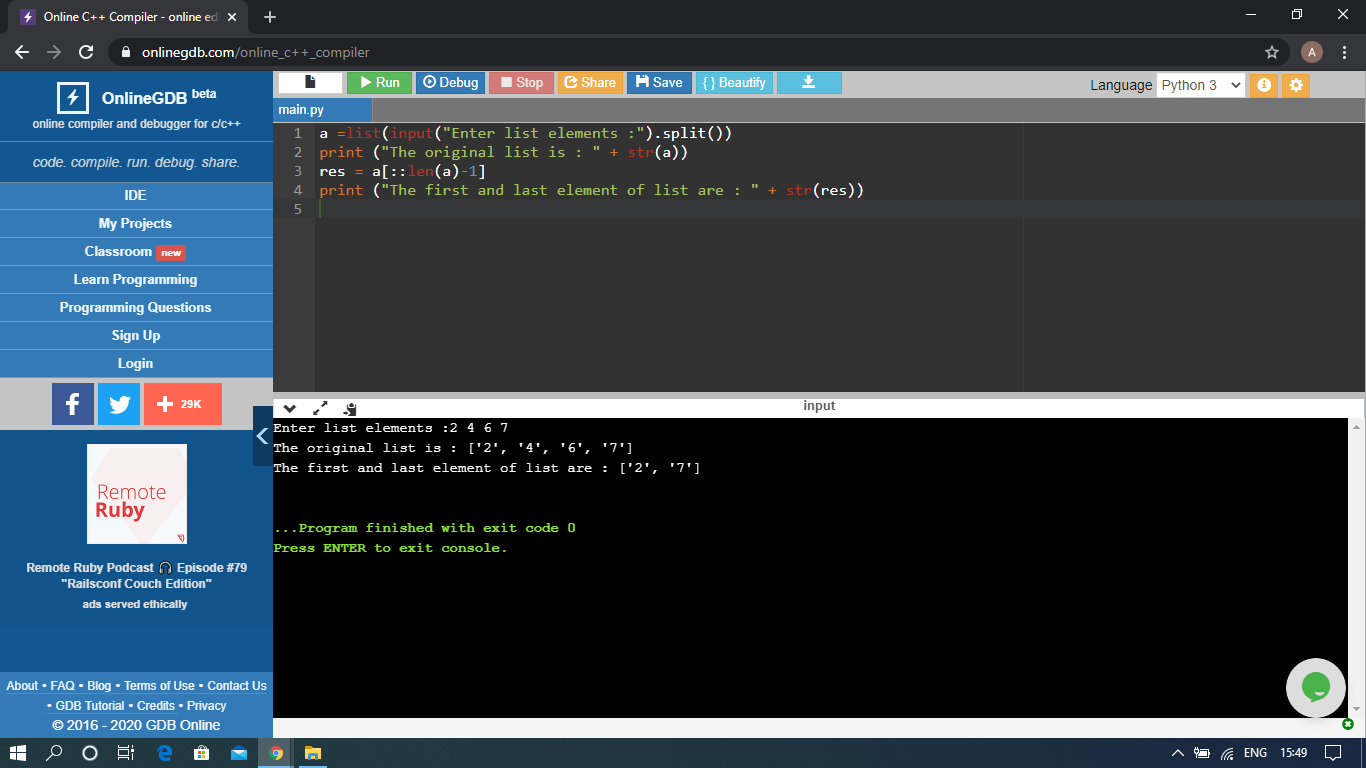 Online C++ Compiler - online ed
onlinegdb.com/online_c++_compiler
A
OnlineGDB beta
online compiler and debugger for c/c++
code. compile. run. debug. share.
IDE
My Projects
Classroom new
Learn Programming
Programming Questions
Sign Up
Login
f
+ 29K
Remote
Ruby
Remote Ruby Podcast 🎧 Episode #79
"Railsconf Couch Edition"
ads served ethically
About • FAQ • Blog • Terms of Use • Contact Us
• GDB Tutorial • Credits • Privacy
© 2016 - 2020 GDB Online
Run Debug Stop Share Save { } Beautify
Language Python 3
main.py
1 a =list(input("Enter list elements :").split())
2 print ("The original list is : " + str(a))
3 res = a[::len(a)-1]
4 print ("The first and last element of list are : " + str(res))
5
input
Enter list elements :2 4 6 7
The original list is : ['2', '4', '6', '7']
The first and last element of list are : ['2', '7']
...Program finished with exit code 0
Press ENTER to exit console.
ENG 15:49